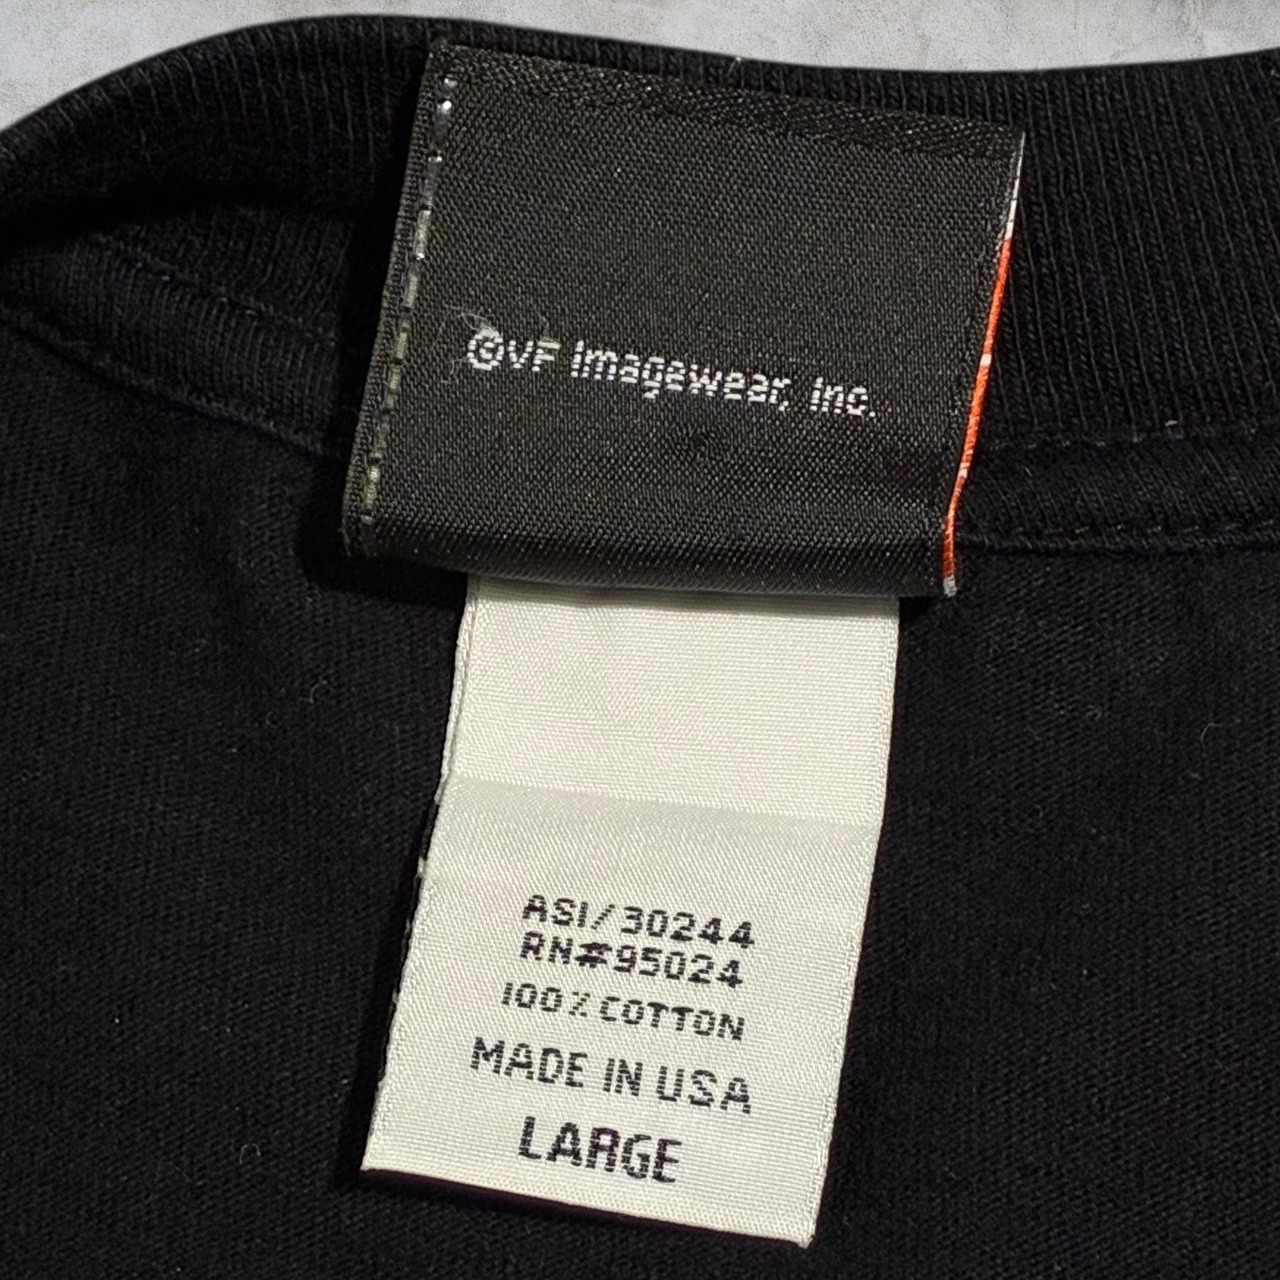 ©VF Imagewear, Inc.
ASI/30244
RN#95024
100% COTTON
MADE IN USA
LARGE